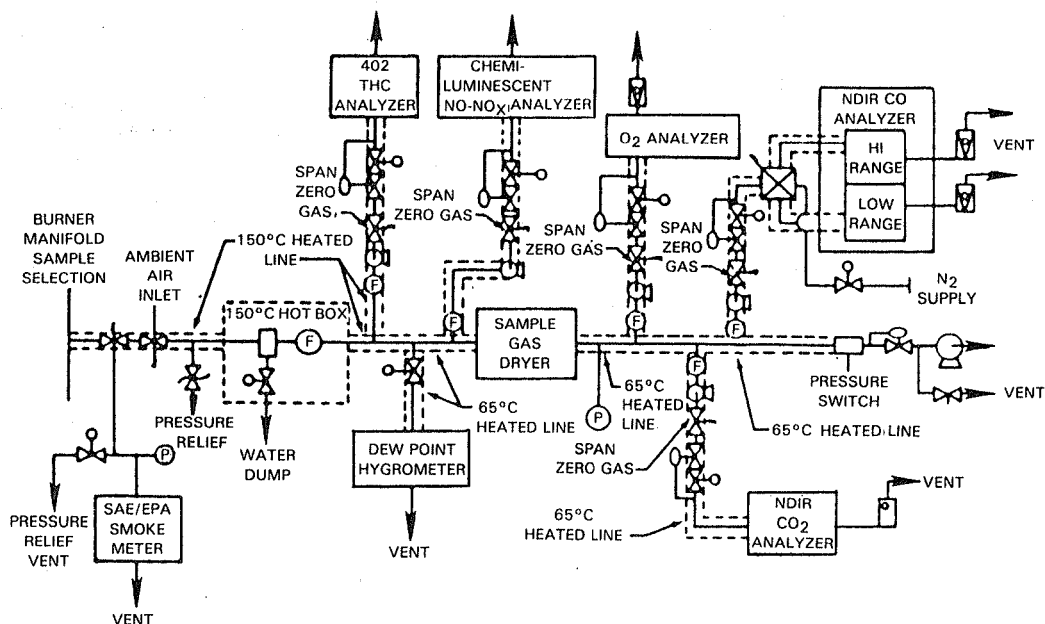 402
THC
ANALYZER
CHEMI-
LUMINESCENT
NO-NOX ANALYZER
O2 ANALYZER
NDIR CO
ANALYZER
HI
RANGE
LOW
RANGE
VENT
SPAN
ZERO
GAS
SPAN
ZERO GAS
SPAN
ZERO GAS
SPAN
ZERO
GAS
N2
SUPPLY
BURNER
MANIFOLD
SAMPLE
SELECTION
AMBIENT
AIR
INLET
150°C HEATED
LINE
150°C HOT BOX
F
F
F
F
F
SAMPLE
GAS
DRYER
PRESSURE
SWITCH
VENT
PRESSURE
RELIEF
WATER
DUMP
65°C
HEATED LINE
65°C
HEATED
LINE
F
65°C HEATED LINE
P
P
DEW POINT
HYGROMETER
VENT
SPAN
ZERO GAS
65°C
HEATED LINE
NDIR
CO2
ANALYZER
VENT
PRESSURE
RELIEF
VENT
SAE/EPA
SMOKE
METER
VENT